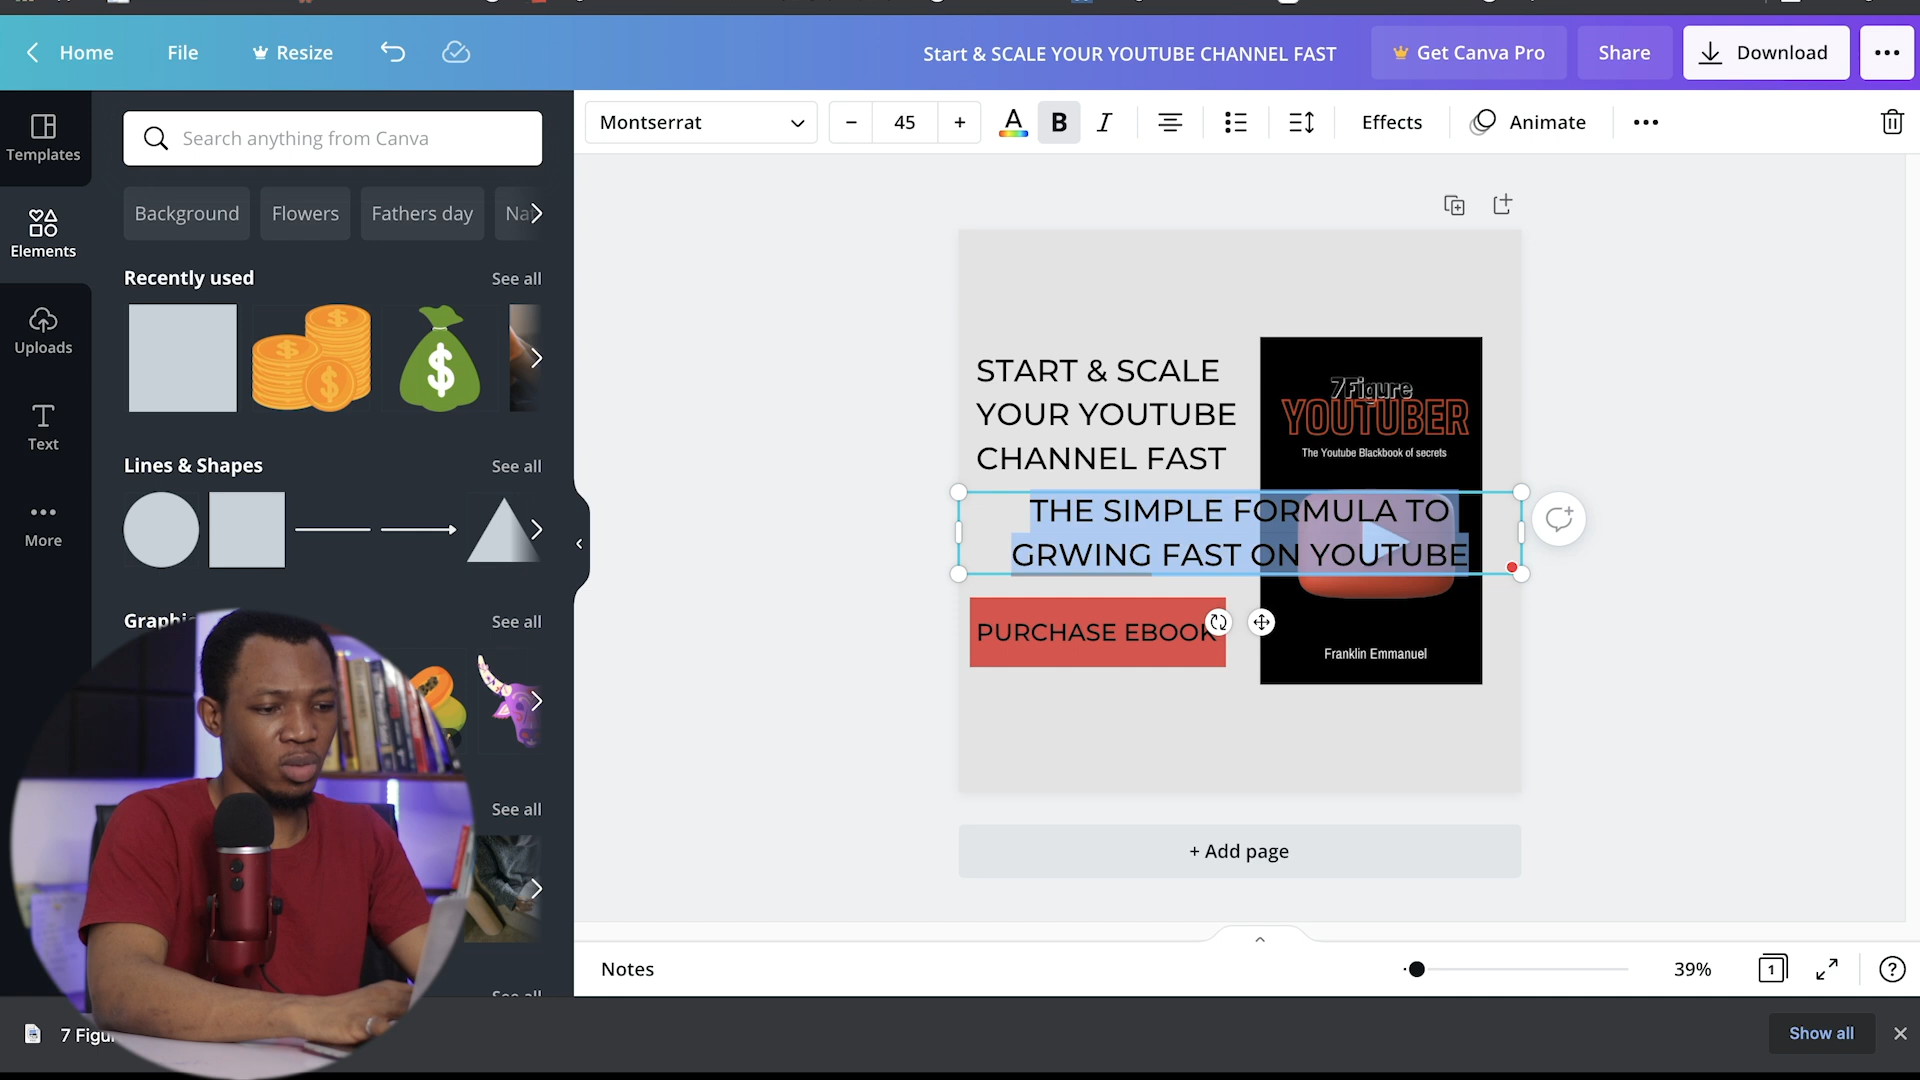 Home
File
Resize
Start & SCALE YOUR YOUTUBE CHANNEL FAST
Get Canva Pro
Share
Download
Templates
Elements
Uploads
Text
More
Search anything from Canva
Background
Flowers
Fathers day
Recently used
See all
Lines & Shapes
See all
See all
See all
Montserrat
45
A
B
I
Effects
Animate
START & SCALE
YOUR YOUTUBE
CHANNEL FAST
THE SIMPLE FORMULA TO
GRWING FAST ON YOUTUBE
PURCHASE EBOOK
7Figure
YOUTUBER
The Youtube Blackbook of secrets
Franklin Emmanuel
+ Add page
Notes
39%
1
?
Show all